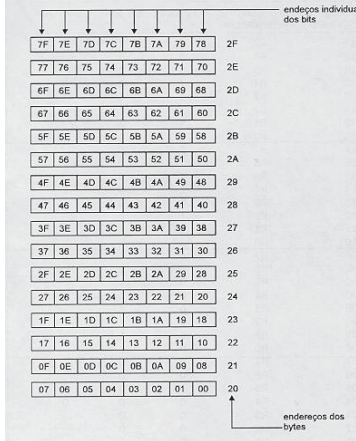 endeços individua
dos bits
7F 7E 7D 7C 7B 7A 79 78 2F
77 76 75 74 73 72 71 70 2E
6F 6E 6D 6C 6B 6A 69 68 2D
67 66 65 64 63 62 61 60 2C
5F 5E 5D 5C 5B 5A 59 58 2B
57 56 55 54 53 52 51 50 2A
4F 4E 4D 4C 4B 4A 49 48 29
47 46 45 44 43 42 41 40 28
3F 3E 3D 3C 3B 3A 39 38 27
37 36 35 34 33 32 31 30 26
2F 2E 2D 2C 2B 2A 29 28 25
27 26 25 24 23 22 21 20 24
1F 1E 1D 1C 1B 1A 19 18 23
17 16 15 14 13 12 11 10 22
0F 0E 0D 0C 0B 0A 09 08 21
07 06 05 04 03 02 01 00 20
endereços dos
bytes